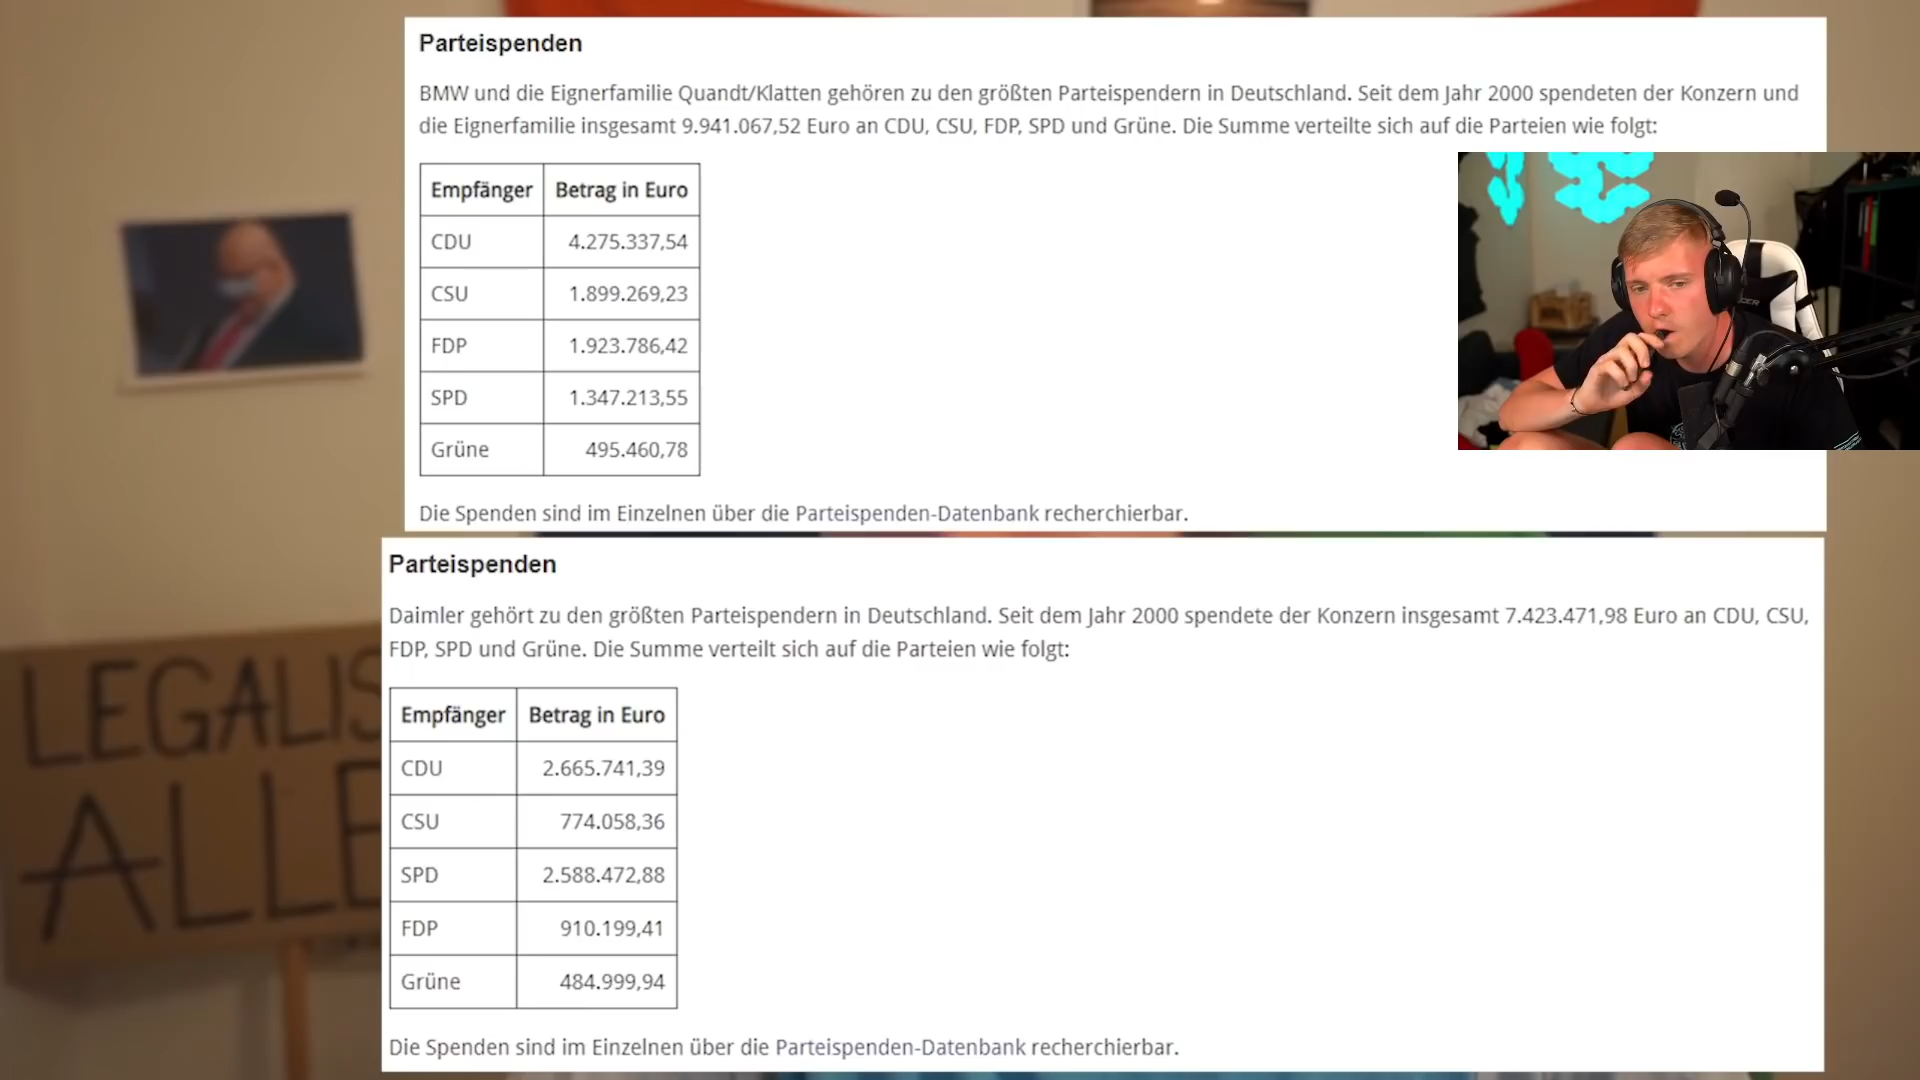 Parteispenden
BMW und die Eignerfamilie Quandt/Klatten gehören zu den größten Parteispendern in Deutschland. Seit dem Jahr 2000 spendeten der Konzern und
die Eignerfamilie insgesamt 9.941.067,52 Euro an CDU, CSU, FDP, SPD und Grüne. Die Summe verteilte sich auf die Parteien wie folgt:
Empfänger Betrag in Euro
CDU 4.275.337,54
CSU 1.899.269,23
FDP 1.923.786,42
SPD 1.347.213,55
Grüne 495.460,78
Die Spenden sind im Einzelnen über die Parteispenden-Datenbank recherchierbar.
Parteispenden
Daimler gehört zu den größten Parteispendern in Deutschland. Seit dem Jahr 2000 spendete der Konzern insgesamt 7.423.471,98 Euro an CDU, CSU,
FDP, SPD und Grüne. Die Summe verteilt sich auf die Parteien wie folgt:
Empfänger Betrag in Euro
CDU 2.665.741,39
CSU 774.058,36
SPD 2.588.472,88
FDP 910.199,41
Grüne 484.999,94
Die Spenden sind im Einzelnen über die Parteispenden-Datenbank recherchierbar.
LEGALIS
ALLE